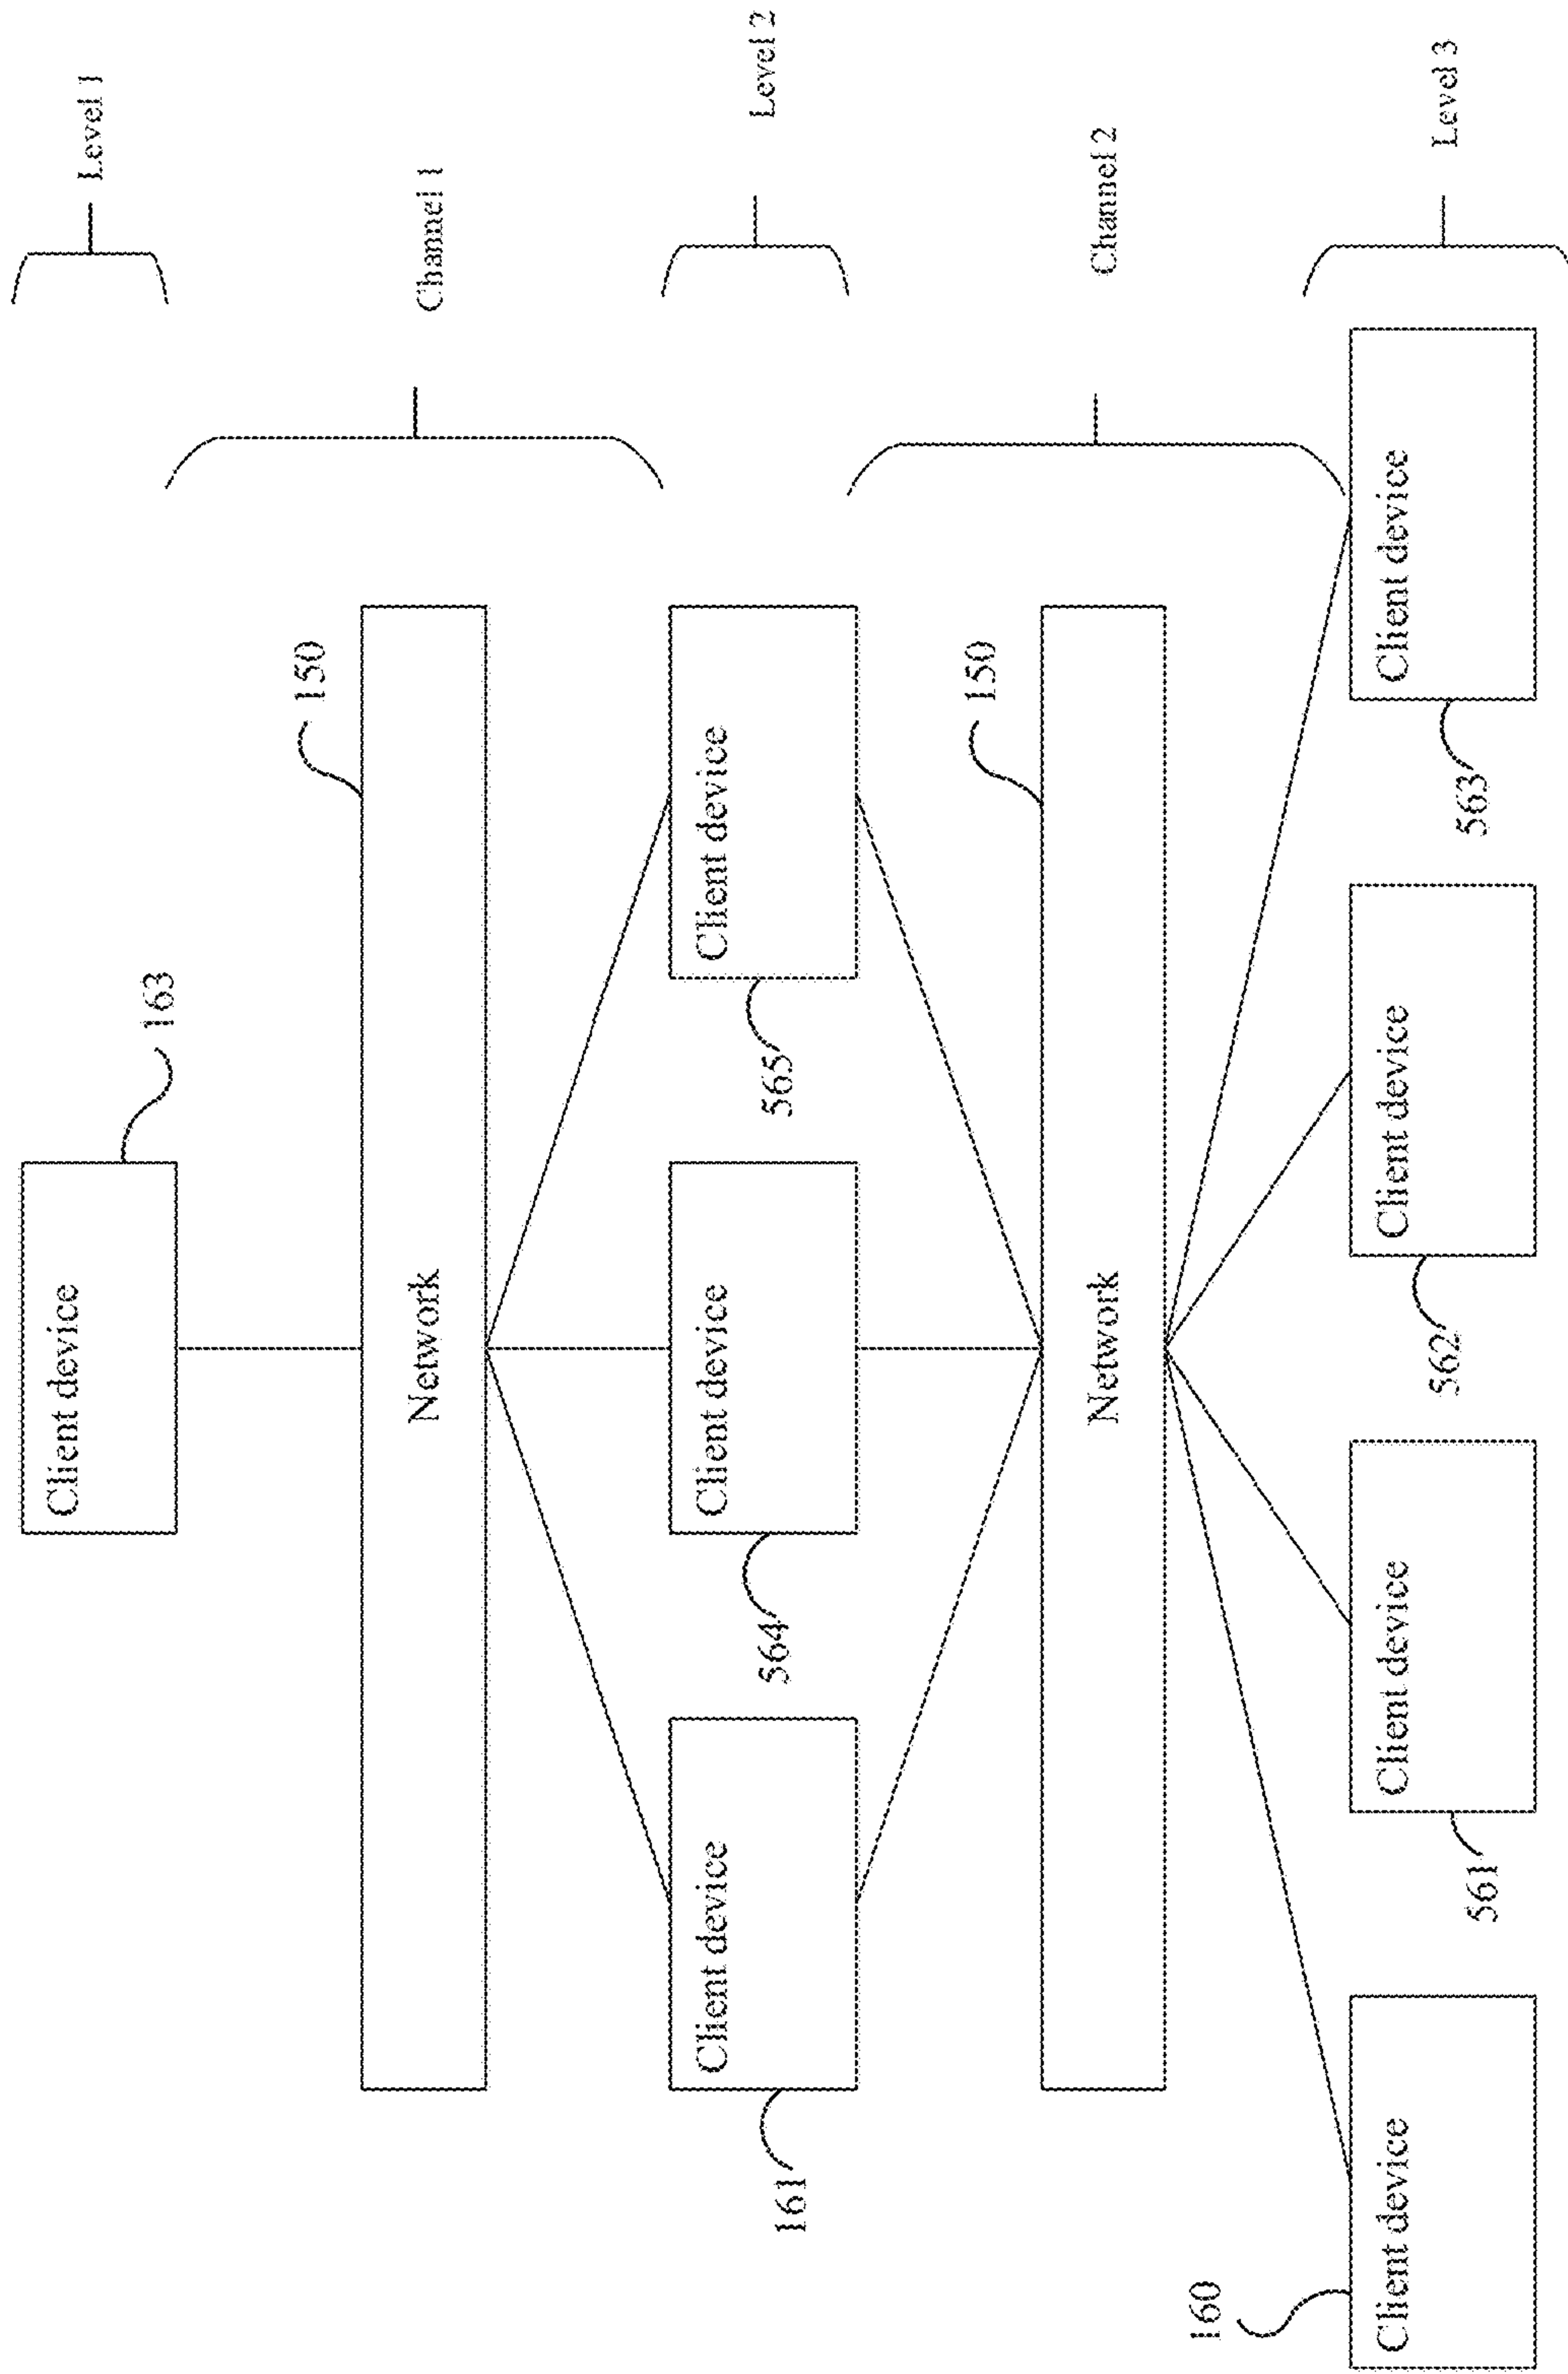 Client device
163
Level 1
150
Network
Channel 1
Client device
161
Client device
564
Client device
565
Level 2
150
Network
Channel 2
Client device
160
Client device
561
Client device
562
Client device
563
Level 3